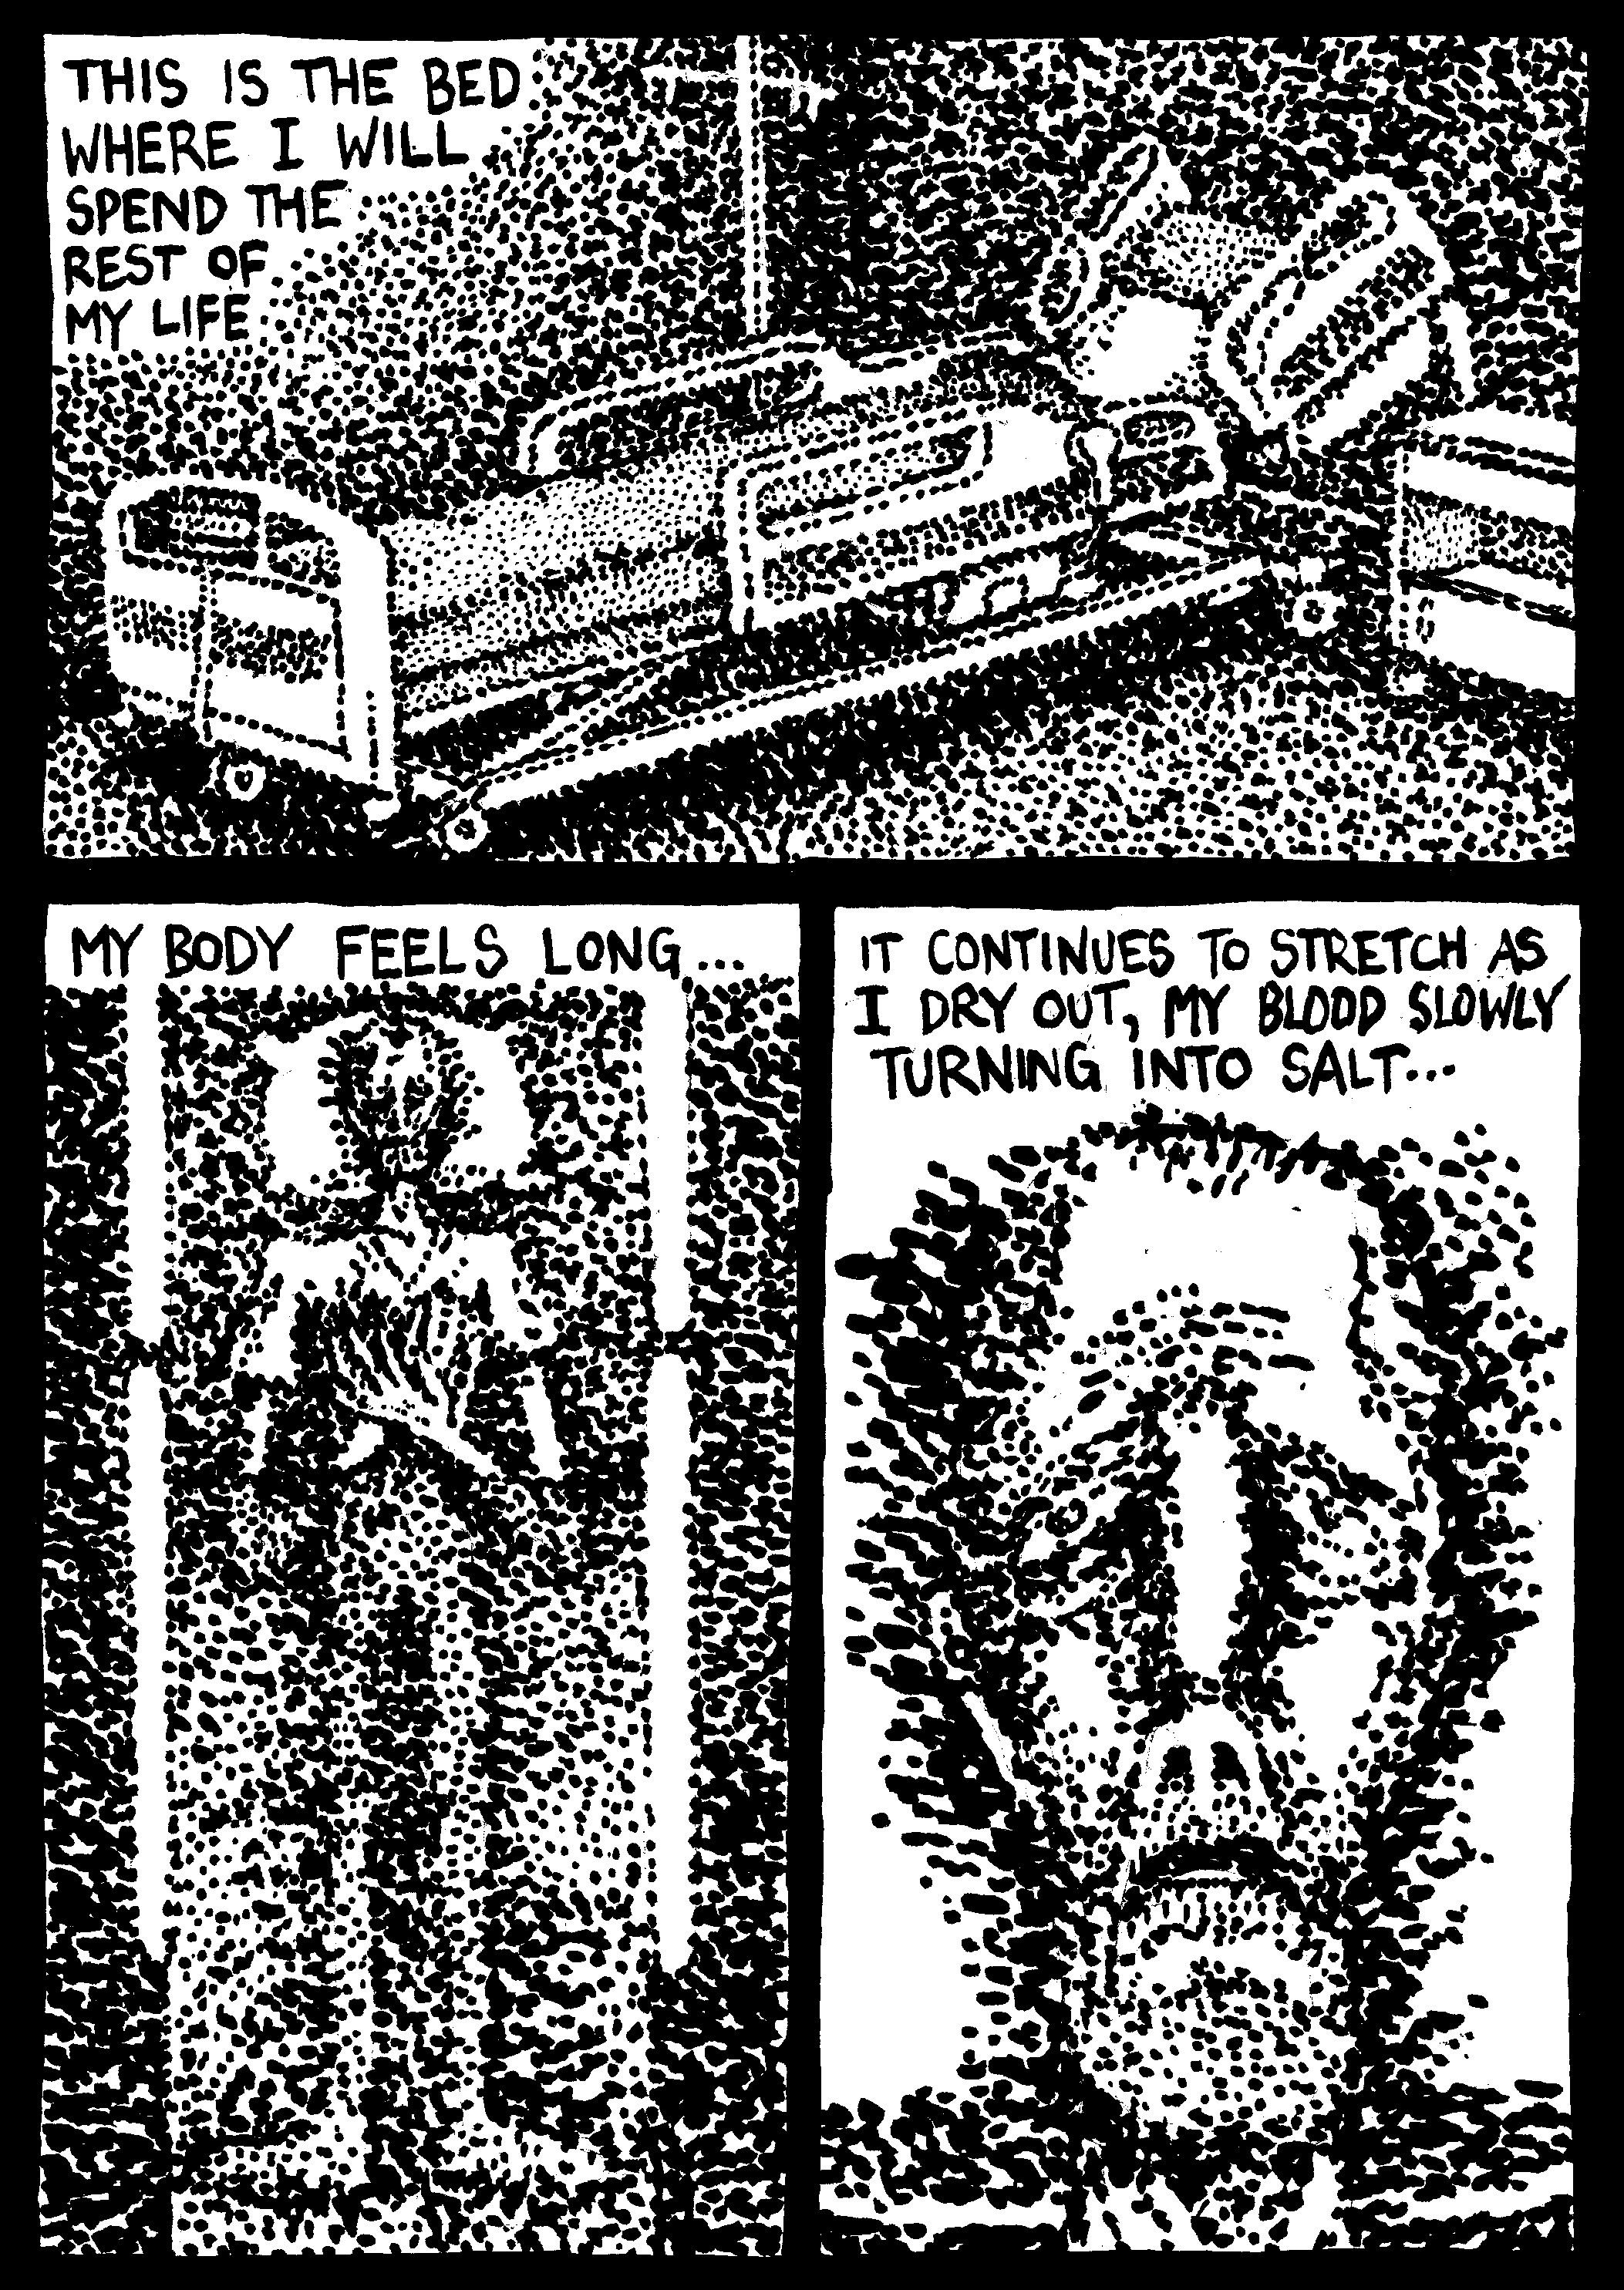 THIS IS THE BED
WHERE I WILL
SPEND THE
REST OF
MY LIFE
MY BODY FEELS LONG...
IT CONTINUES TO STRETCH AS
I DRY OUT, MY BLOOD SLOWLY
TURNING INTO SALT...